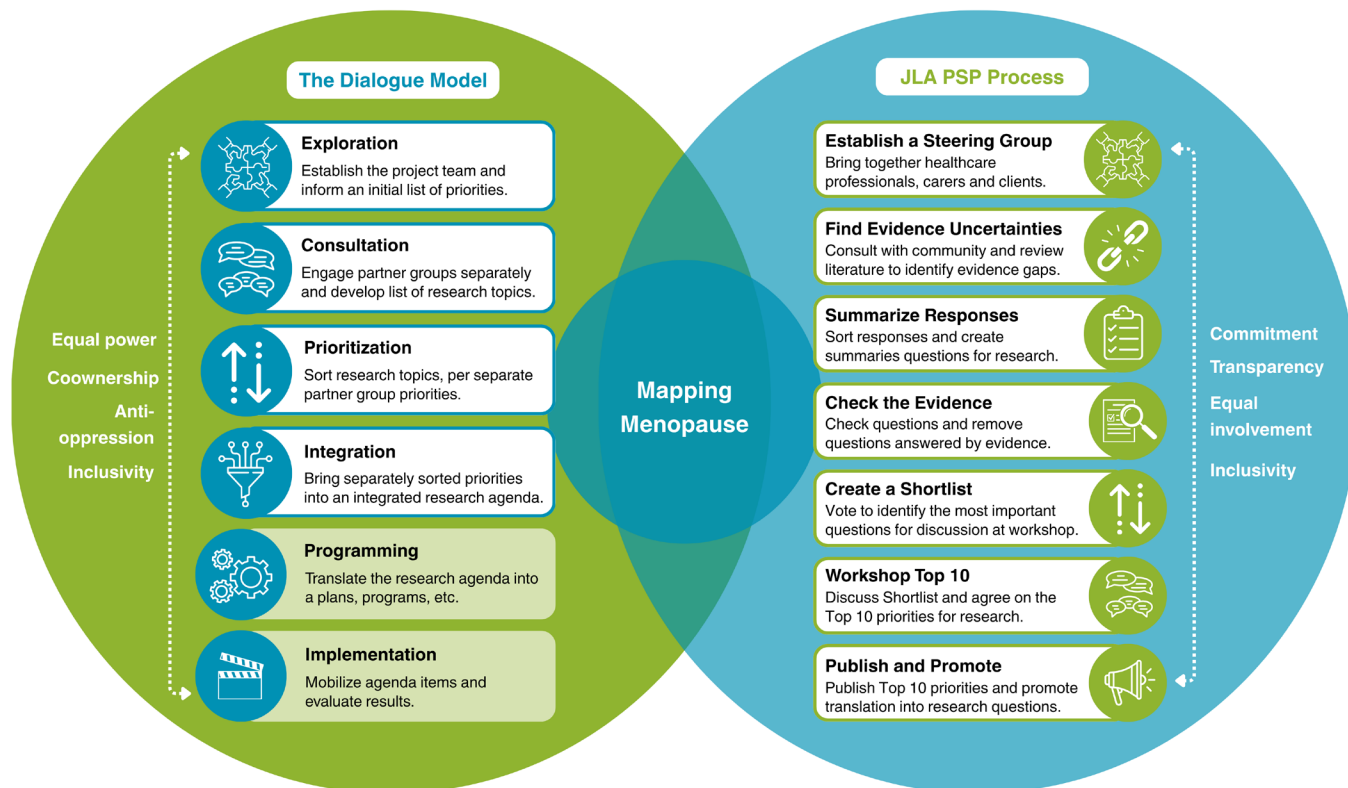 The Dialogue Model
Exploration
Establish the project team and
inform an initial list of priorities.
Consultation
Engage partner groups separately
and develop list of research topics.
Prioritization
Sort research topics, per separate
partner group priorities.
Integration
Bring separately sorted priorities
into an integrated research agenda.
Programming
Translate the research agenda into
a plans, programs, etc.
Implementation
Mobilize agenda items and
evaluate results.
Equal power
Coownership
Anti-
oppression
Inclusivity
Mapping
Menopause
JLA PSP Process
Establish a Steering Group
Bring together healthcare
professionals, carers and clients.
Find Evidence Uncertainties
Consult with community and review
literature to identify evidence gaps.
Summarize Responses
Sort responses and create
summaries questions for research.
Check the Evidence
Check questions and remove
questions answered by evidence.
Create a Shortlist
Vote to identify the most important
questions for discussion at workshop.
Workshop Top 10
Discuss Shortlist and agree on the
Top 10 priorities for research.
Publish and Promote
Publish Top 10 priorities and promote
translation into research questions.
Commitment
Transparency
Equal
involvement
Inclusivity